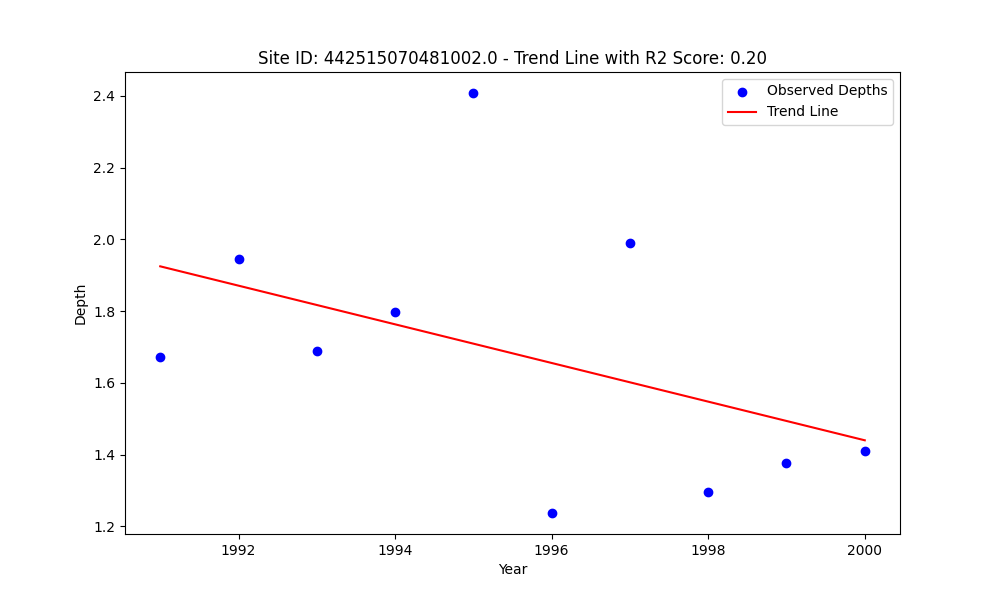 Site ID: 442515070481002.0 - Trend Line with R2 Score: 0.20
Observed Depths
Trend Line
2.4
2.2
2.0
1.8
1.6
1.4
1.2
Depth
1992
1994
1996
1998
2000
Year